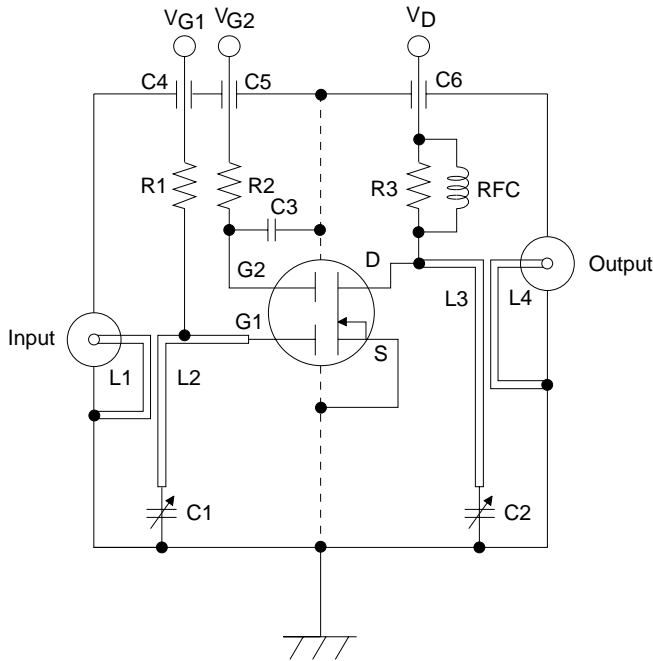 VG1 VG2 VD
C4 C5 C6
R1 R2 R3 RFC
C3
G2 D Output
L3 L4
Input G1 S
L1 L2
C1 C2